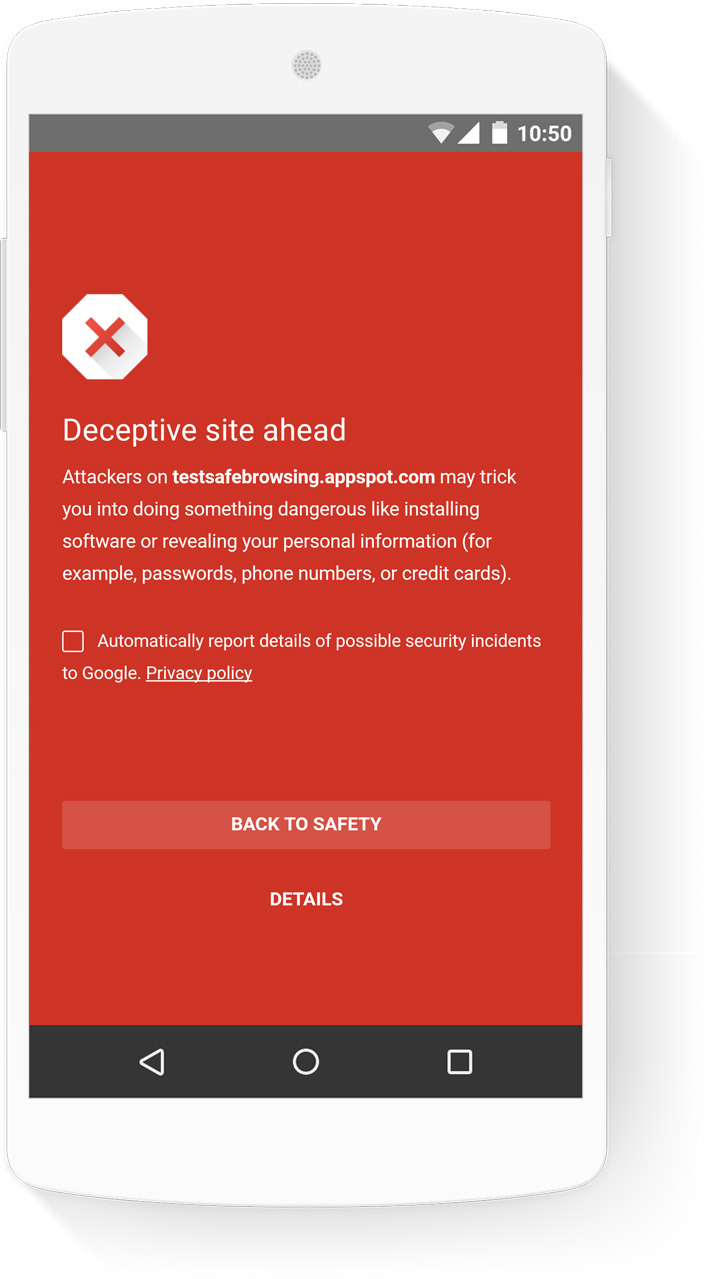 10:50
Deceptive site ahead
Attackers on testsafebrowsing.appspot.com may trick
you into doing something dangerous like installing
software or revealing your personal information (for
example, passwords, phone numbers, or credit cards).
Automatically report details of possible security incidents
to Google. Privacy policy
BACK TO SAFETY
DETAILS